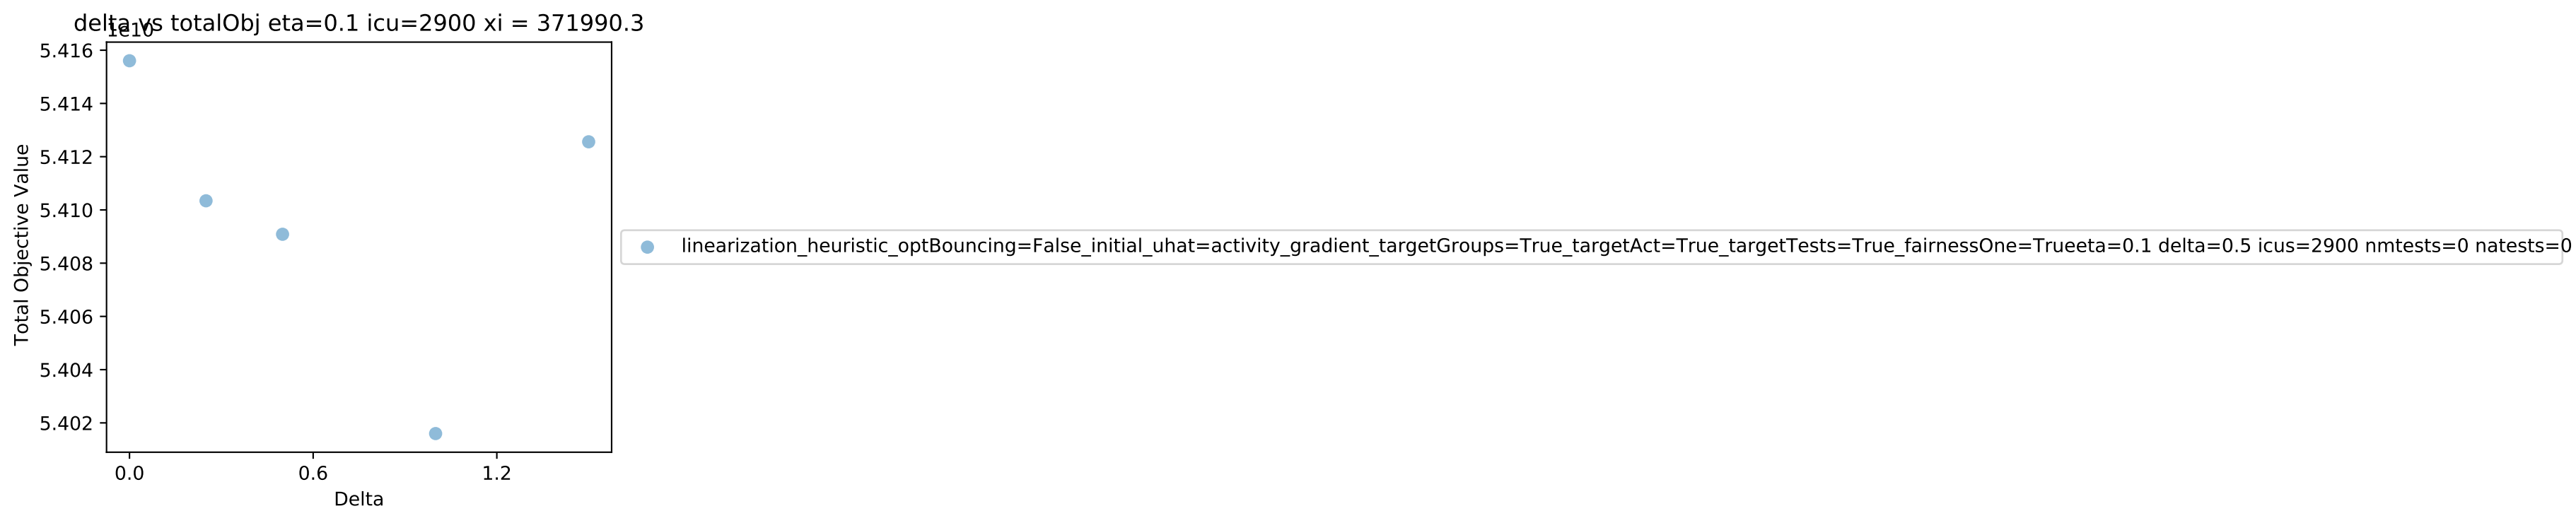 delta vs totalObj eta=0.1 icu=2900 xi = 371990.3
1e10
5.416
5.414
5.412
5.410
5.408
5.406
5.404
5.402
Total Objective Value
0.0 0.6 1.2
Delta
linearization_heuristic_optBouncing=False_initial_uhat=activity_gradient_targetGroups=True_targetAct=True_targetTests=True_fairnessOne=Trueeta=0.1 delta=0.5 icus=2900 nmtests=0 natests=0